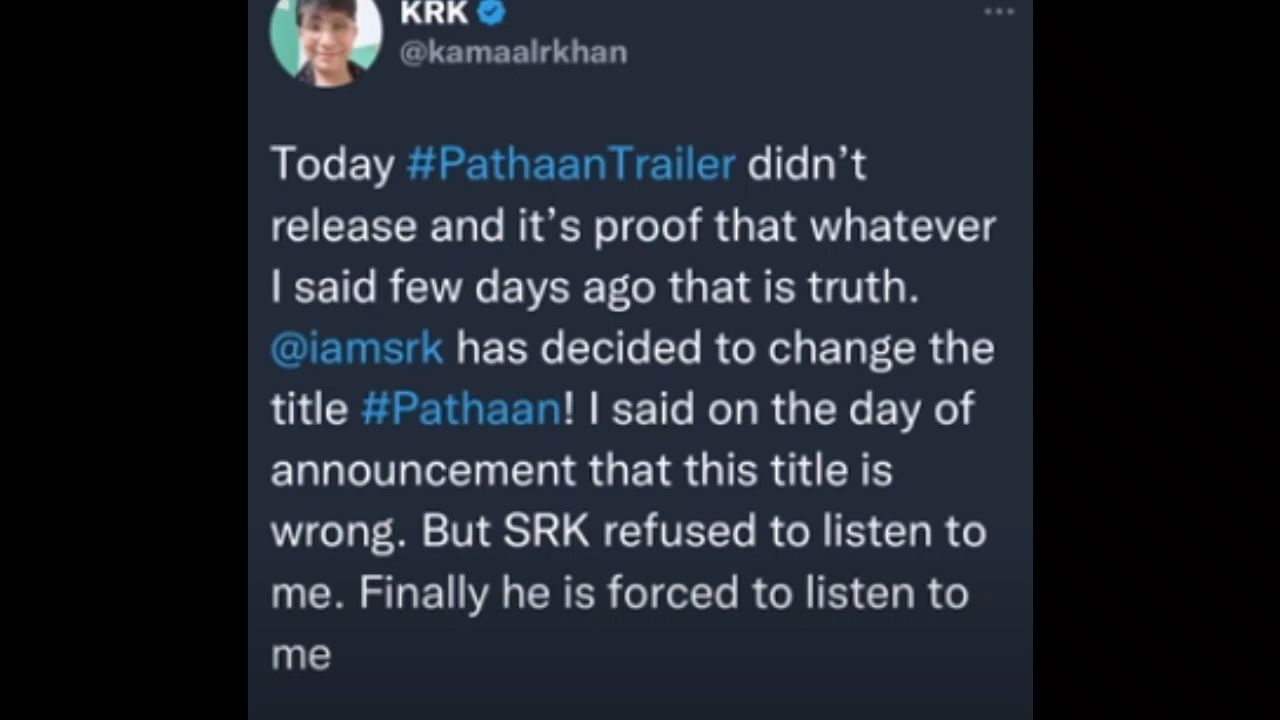 KRK
@kamaalrkhan
Today #PathaanTrailer didn’t
release and it’s proof that whatever
I said few days ago that is truth.
@iamsrk has decided to change the
title #Pathaan! I said on the day of
announcement that this title is
wrong. But SRK refused to listen to
me. Finally he is forced to listen to
me